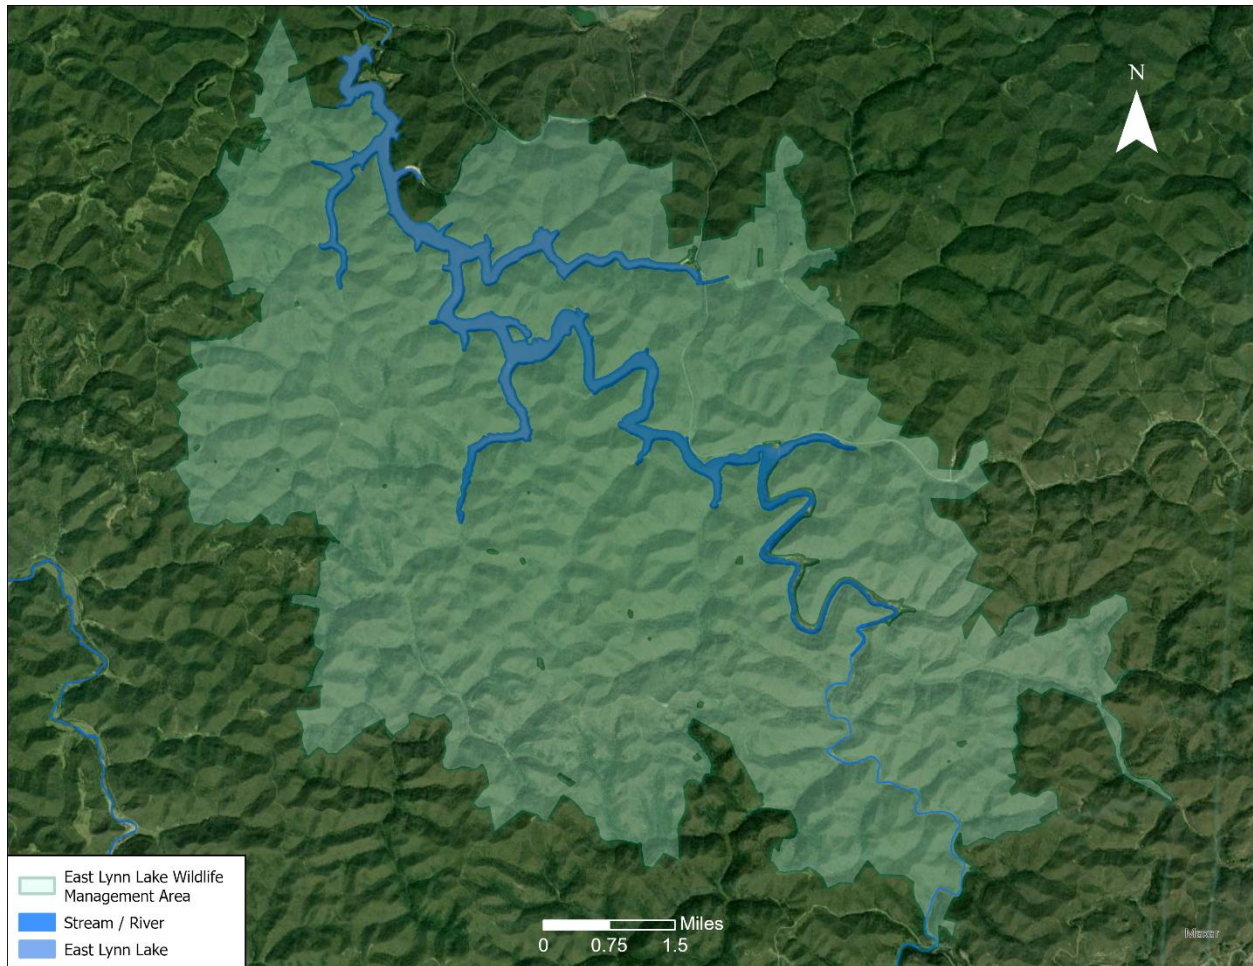 N
East Lynn Lake Wildlife
Management Area
Stream / River
East Lynn Lake
Miles
0 0.75 1.5
Maxar